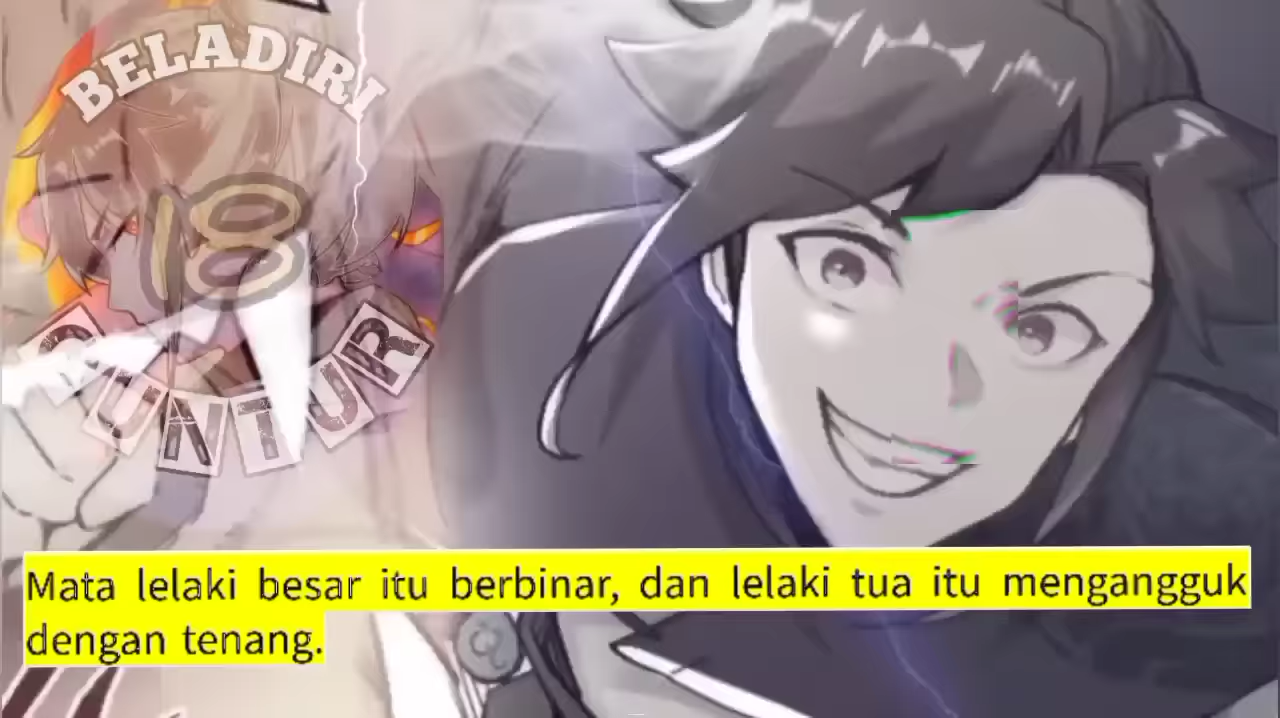 BELADIRI
18
GUNTUR
Mata lelaki besar itu berbinar, dan lelaki tua itu mengangguk
dengan tenang.